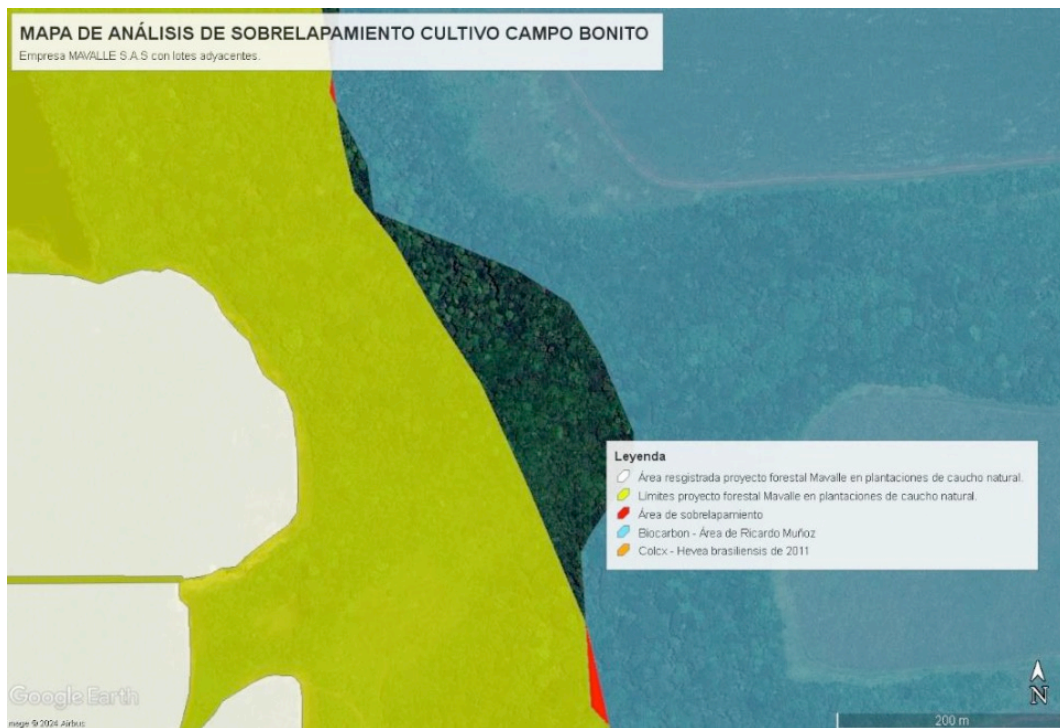 MAPA DE ANÁLISIS DE SOBRELAPAMIENTO CULTIVO CAMPO BONITO
Empresa MAVALLE S.A.S con lotes adyacentes.
Leyenda
Área resgistrada proyecto forestal Mavalle en plantaciones de caucho natural.
Limites proyecto forestal Mavalle en plantaciones de caucho natural.
Área de sobrelapamiento
Biocarbon - Área de Ricardo Muñoz
Colcx - Hevea brasiliensis de 2011
Google Earth
mage © 2024 Airbus
200 m
N